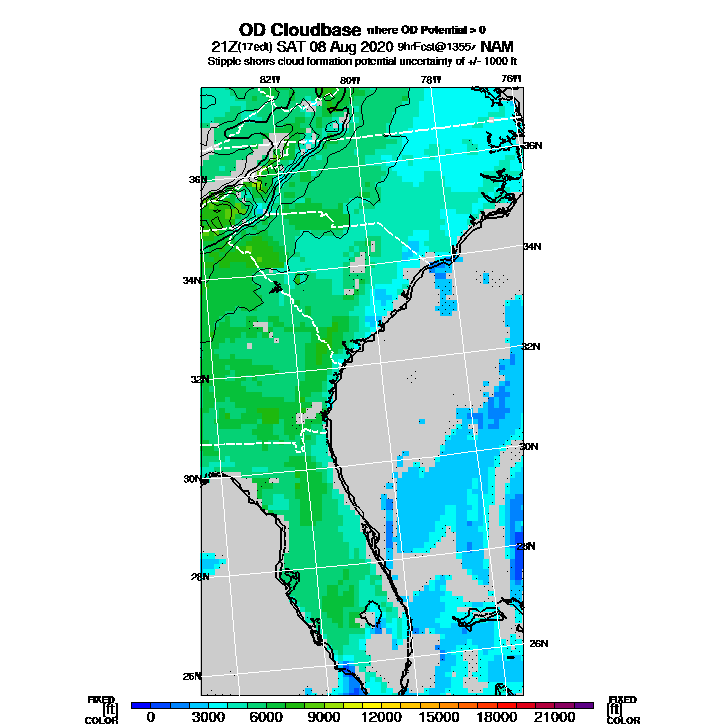 OD Cloudbase where OD Potential > 0
21Z(17edt) SAT 08 Aug 2020 9hrFcst@1355z NAM
Stipple shows cloud formation potential uncertainty of +/- 1000 ft
82W 80W 78W 76W
36N
36N
34N
34N
32N
32N
30N
30N
28N
28N
26N
26N
FIXED FIXED
[ft] [ft]
COLOR 0 3000 6000 9000 12000 15000 18000 21000 COLOR